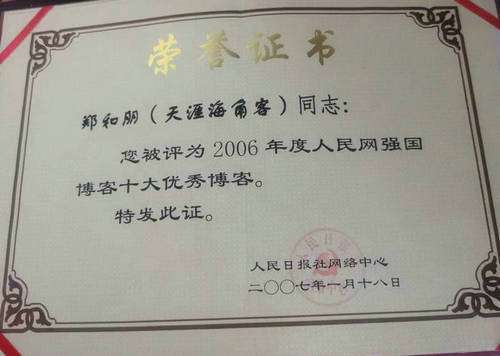 荣誉证书
郑和朋（天涯海角客）同志：
您被评为2006年度人民网强国
博客十大优秀博客。
特发此证。
人民日报社网络中心
二〇〇七年一月十八日